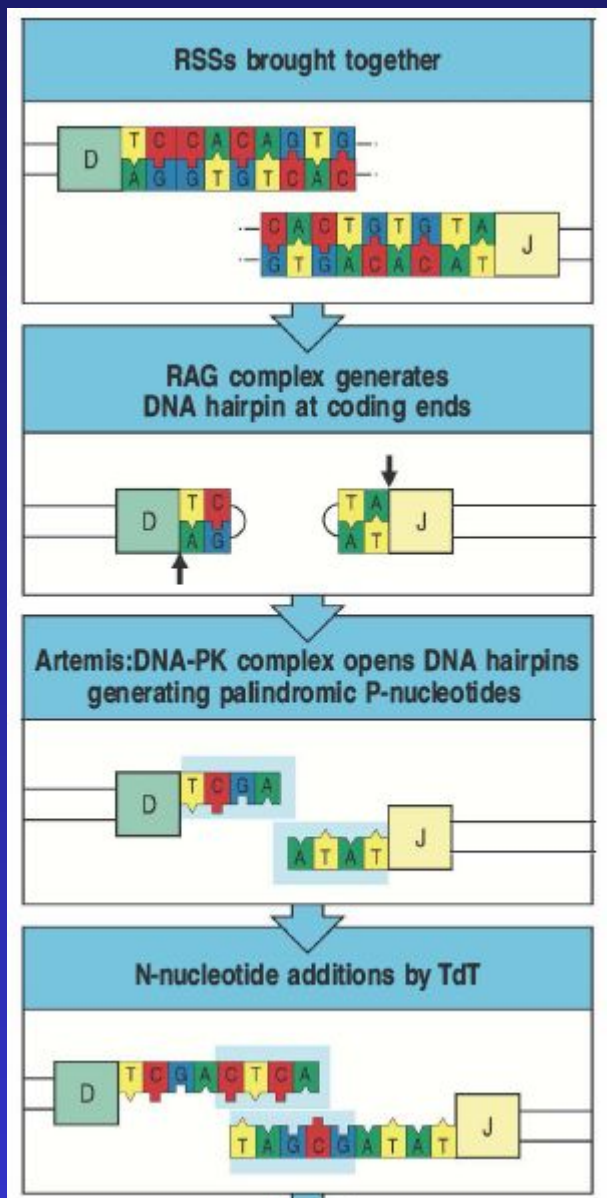 RSSs brought together
D T C C A C A G T G
A G G T G T C A C
C A C T G T G T A J
G T G A C A C A T
RAG complex generates
DNA hairpin at coding ends
D T C
A G
T A J
A T
Artemis:DNA-PK complex opens DNA hairpins
generating palindromic P-nucleotides
D T C G A
A T A T J
N-nucleotide additions by TdT
D T C G A C T C A
T A G C G A T A T J